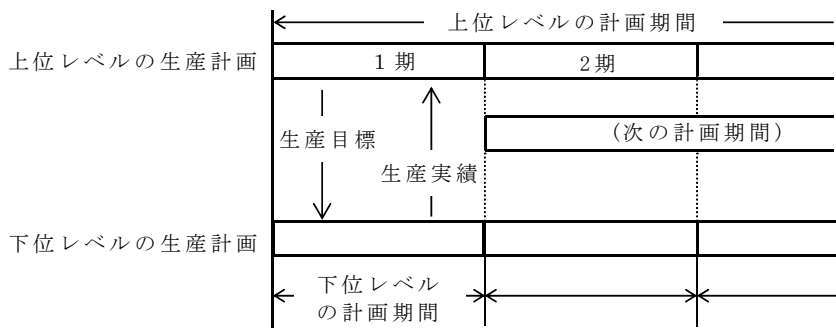 上位レベルの計画期間
上位レベルの生産計画
1期
2期
(次の計画期間)
生産目標
生産実績
下位レベルの生産計画
下位レベル
の計画期間